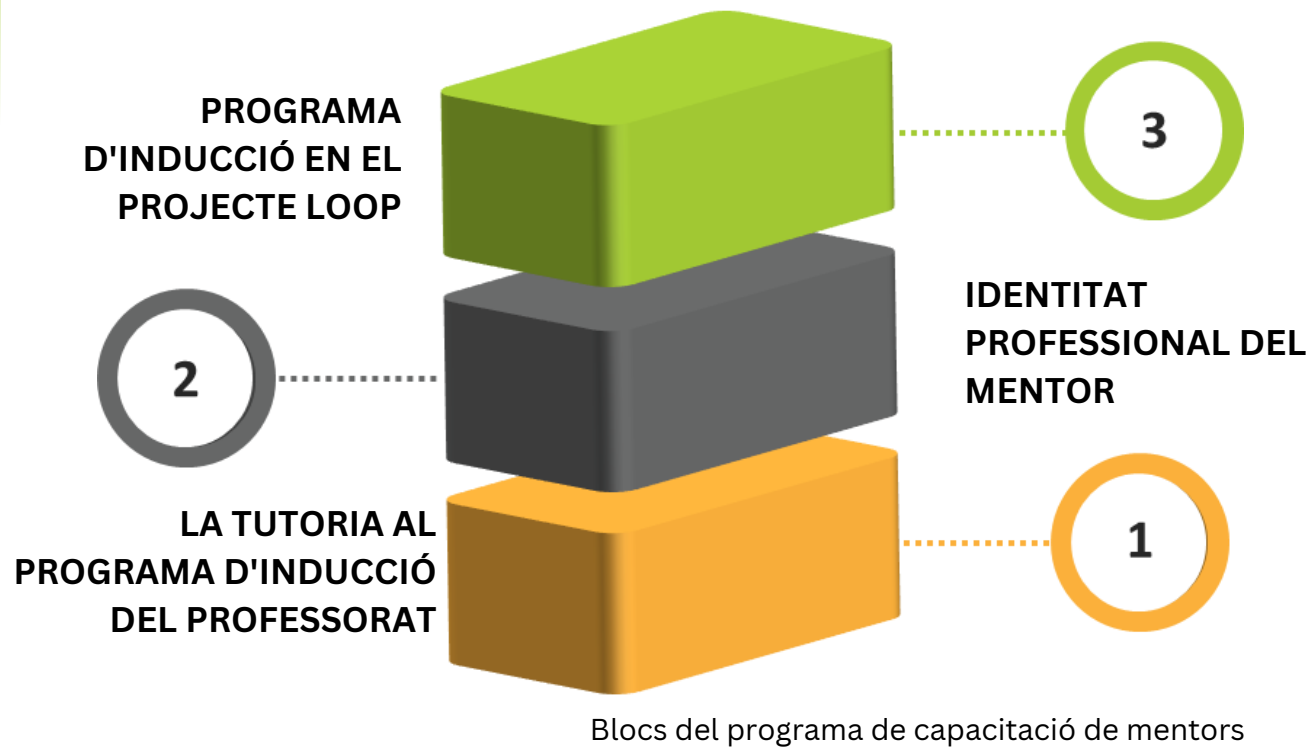 PROGRAMA
D'INDUCCIÓ EN EL
PROJECTE LOOP
3
2
IDENTITAT
PROFESSIONAL DEL
MENTOR
LA TUTORIA AL
PROGRAMA D'INDUCCIÓ
DEL PROFESSORAT
1
Blocs del programa de capacitació de mentors